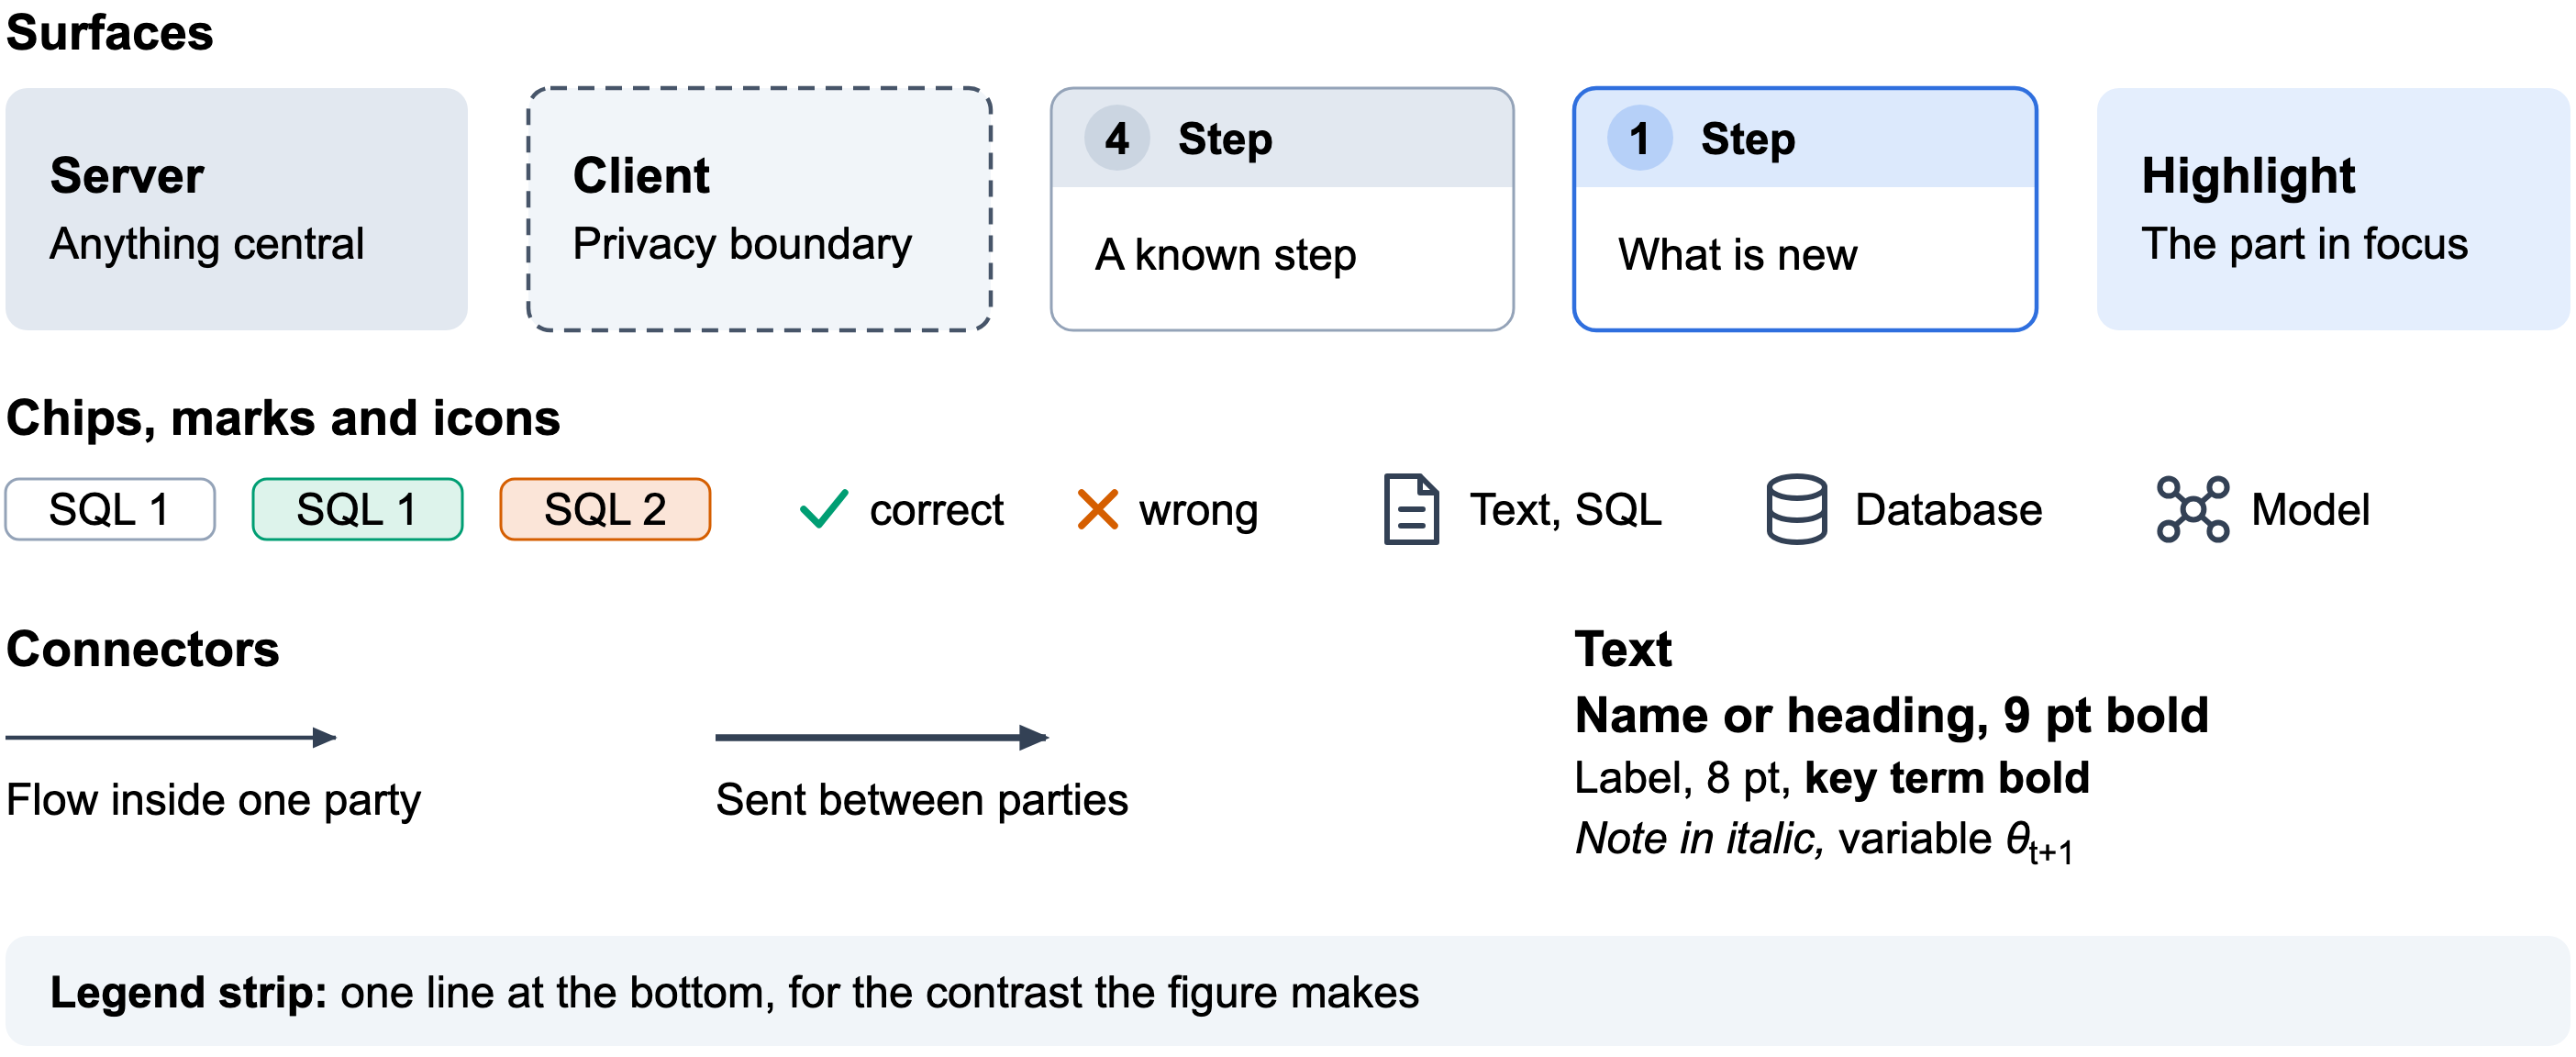 Surfaces
Server
Anything central
Client
Privacy boundary
4 Step
A known step
1 Step
What is new
Highlight
The part in focus
Chips, marks and icons
SQL 1
SQL 1
SQL 2
correct
wrong
Text, SQL
Database
Model
Connectors
Flow inside one party
Sent between parties
Text
Name or heading, 9 pt bold
Label, 8 pt, key term bold
Note in italic, variable θt+1
Legend strip: one line at the bottom, for the contrast the figure makes